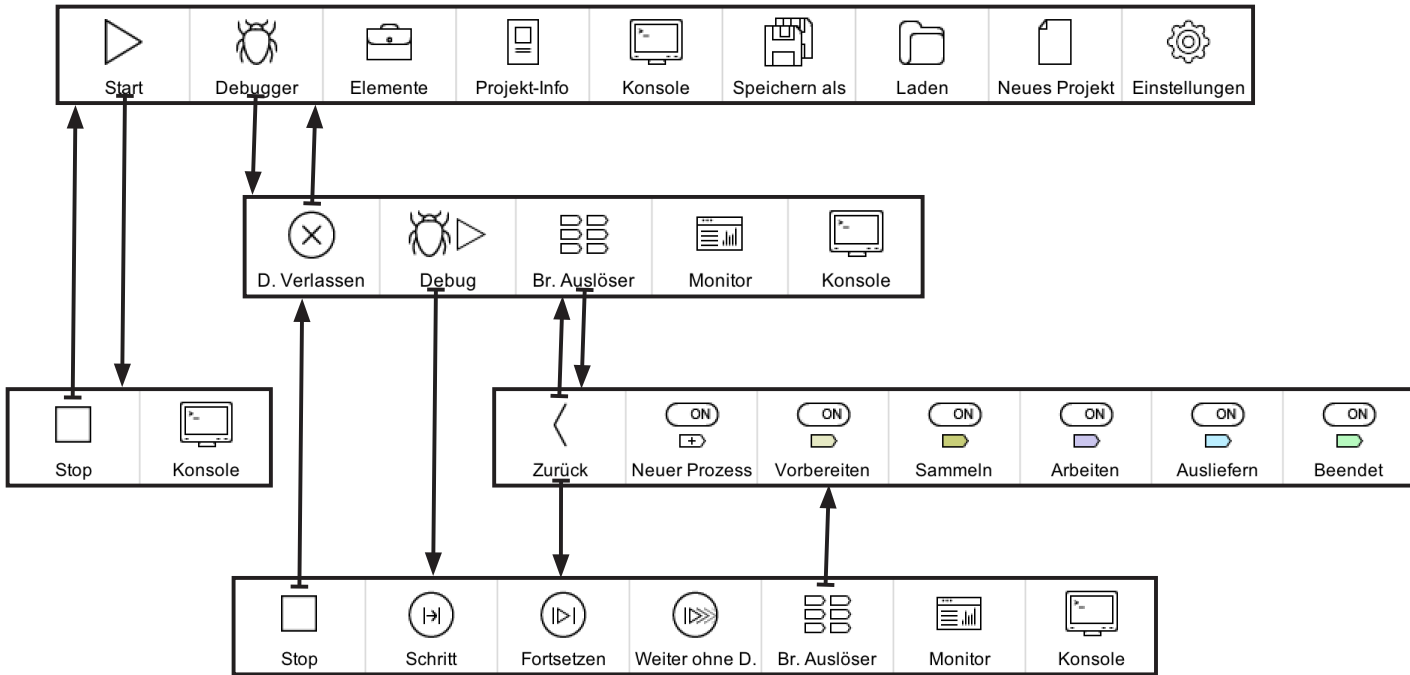 Start Debugger Elemente Projekt-Info Konsole Speichern als Laden Neues Projekt Einstellungen
D. Verlassen Debug Br. Auslöser Monitor Konsole
Stop Konsole
ON ON ON ON ON ON
Zurück Neuer Prozess Vorbereiten Sammeln Arbeiten Ausliefern Beendet
Stop Schritt Fortsetzen Weiter ohne D. Br. Auslöser Monitor Konsole